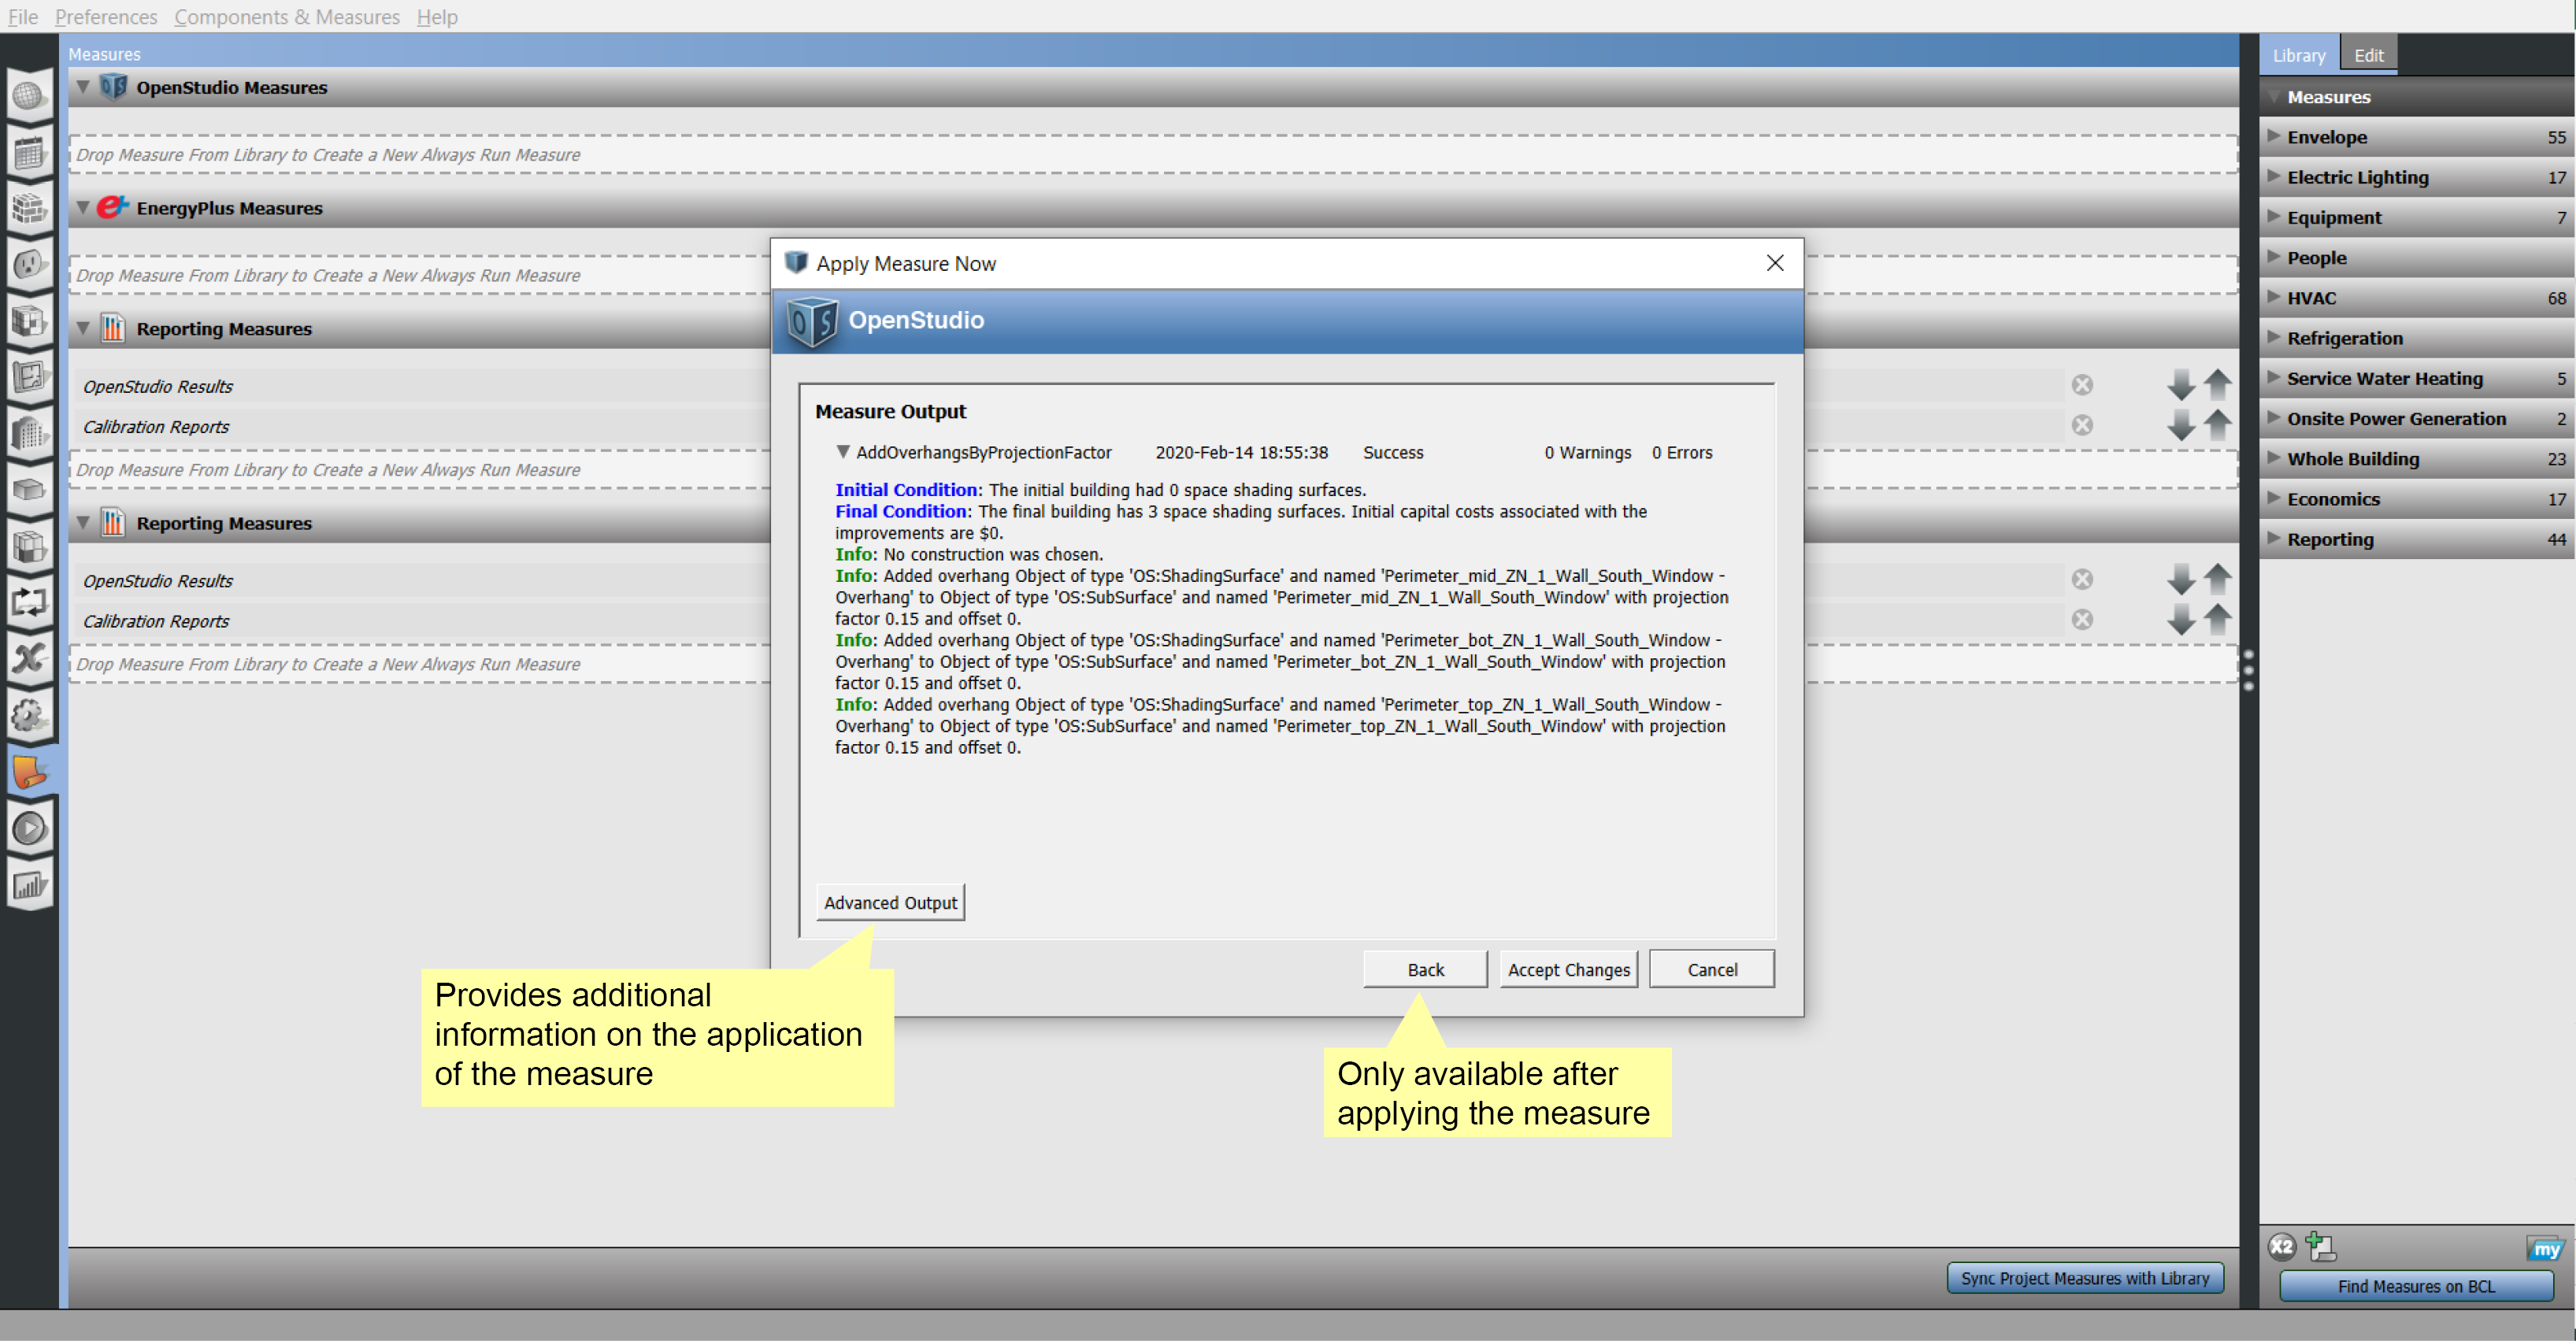 File Preferences Components & Measures Help
Measures
OpenStudio Measures
Drop Measure From Library to Create a New Always Run Measure
EnergyPlus Measures
Drop Measure From Library to Create a New Always Run Measure
Reporting Measures
OpenStudio Results
Calibration Reports
Drop Measure From Library to Create a New Always Run Measure
Reporting Measures
OpenStudio Results
Calibration Reports
Drop Measure From Library to Create a New Always Run Measure
Apply Measure Now
OS
OpenStudio
Measure Output
AddOverhangsByProjectionFactor 2020-Feb-14 18:55:38 Success 0 Warnings 0 Errors
Initial Condition: The initial building had 0 space shading surfaces.
Final Condition: The final building has 3 space shading surfaces. Initial capital costs associated with the
improvements are $0.
Info: No construction was chosen.
Info: Added overhang Object of type 'OS:ShadingSurface' and named 'Perimeter_mid_ZN_1_Wall_South_Window -
Overhang' to Object of type 'OS:SubSurface' and named 'Perimeter_mid_ZN_1_Wall_South_Window' with projection
factor 0.15 and offset 0.
Info: Added overhang Object of type 'OS:ShadingSurface' and named 'Perimeter_bot_ZN_1_Wall_South_Window -
Overhang' to Object of type 'OS:SubSurface' and named 'Perimeter_bot_ZN_1_Wall_South_Window' with projection
factor 0.15 and offset 0.
Info: Added overhang Object of type 'OS:ShadingSurface' and named 'Perimeter_top_ZN_1_Wall_South_Window -
Overhang' to Object of type 'OS:SubSurface' and named 'Perimeter_top_ZN_1_Wall_South_Window' with projection
factor 0.15 and offset 0.
Advanced Output
Back Accept Changes Cancel
Provides additional
information on the application
of the measure
Only available after
applying the measure
Sync Project Measures with Library
Library Edit
Measures
Envelope 55
Electric Lighting 17
Equipment 7
People
HVAC 68
Refrigeration
Service Water Heating 5
Onsite Power Generation 2
Whole Building 23
Economics 17
Reporting 44
X2
my
Find Measures on BCL